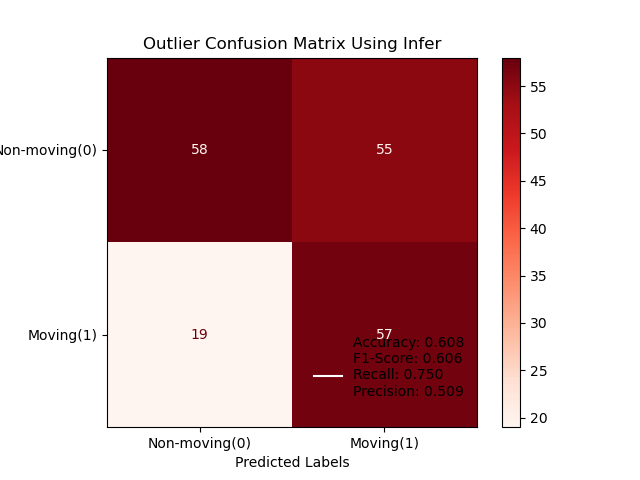 Outlier Confusion Matrix Using Infer
Non-moving(0)
58
55
Moving(1)
19
57
Accuracy: 0.608
F1-Score: 0.606
Recall: 0.750
Precision: 0.509
Non-moving(0)
Moving(1)
Predicted Labels
55
50
45
40
35
30
25
20